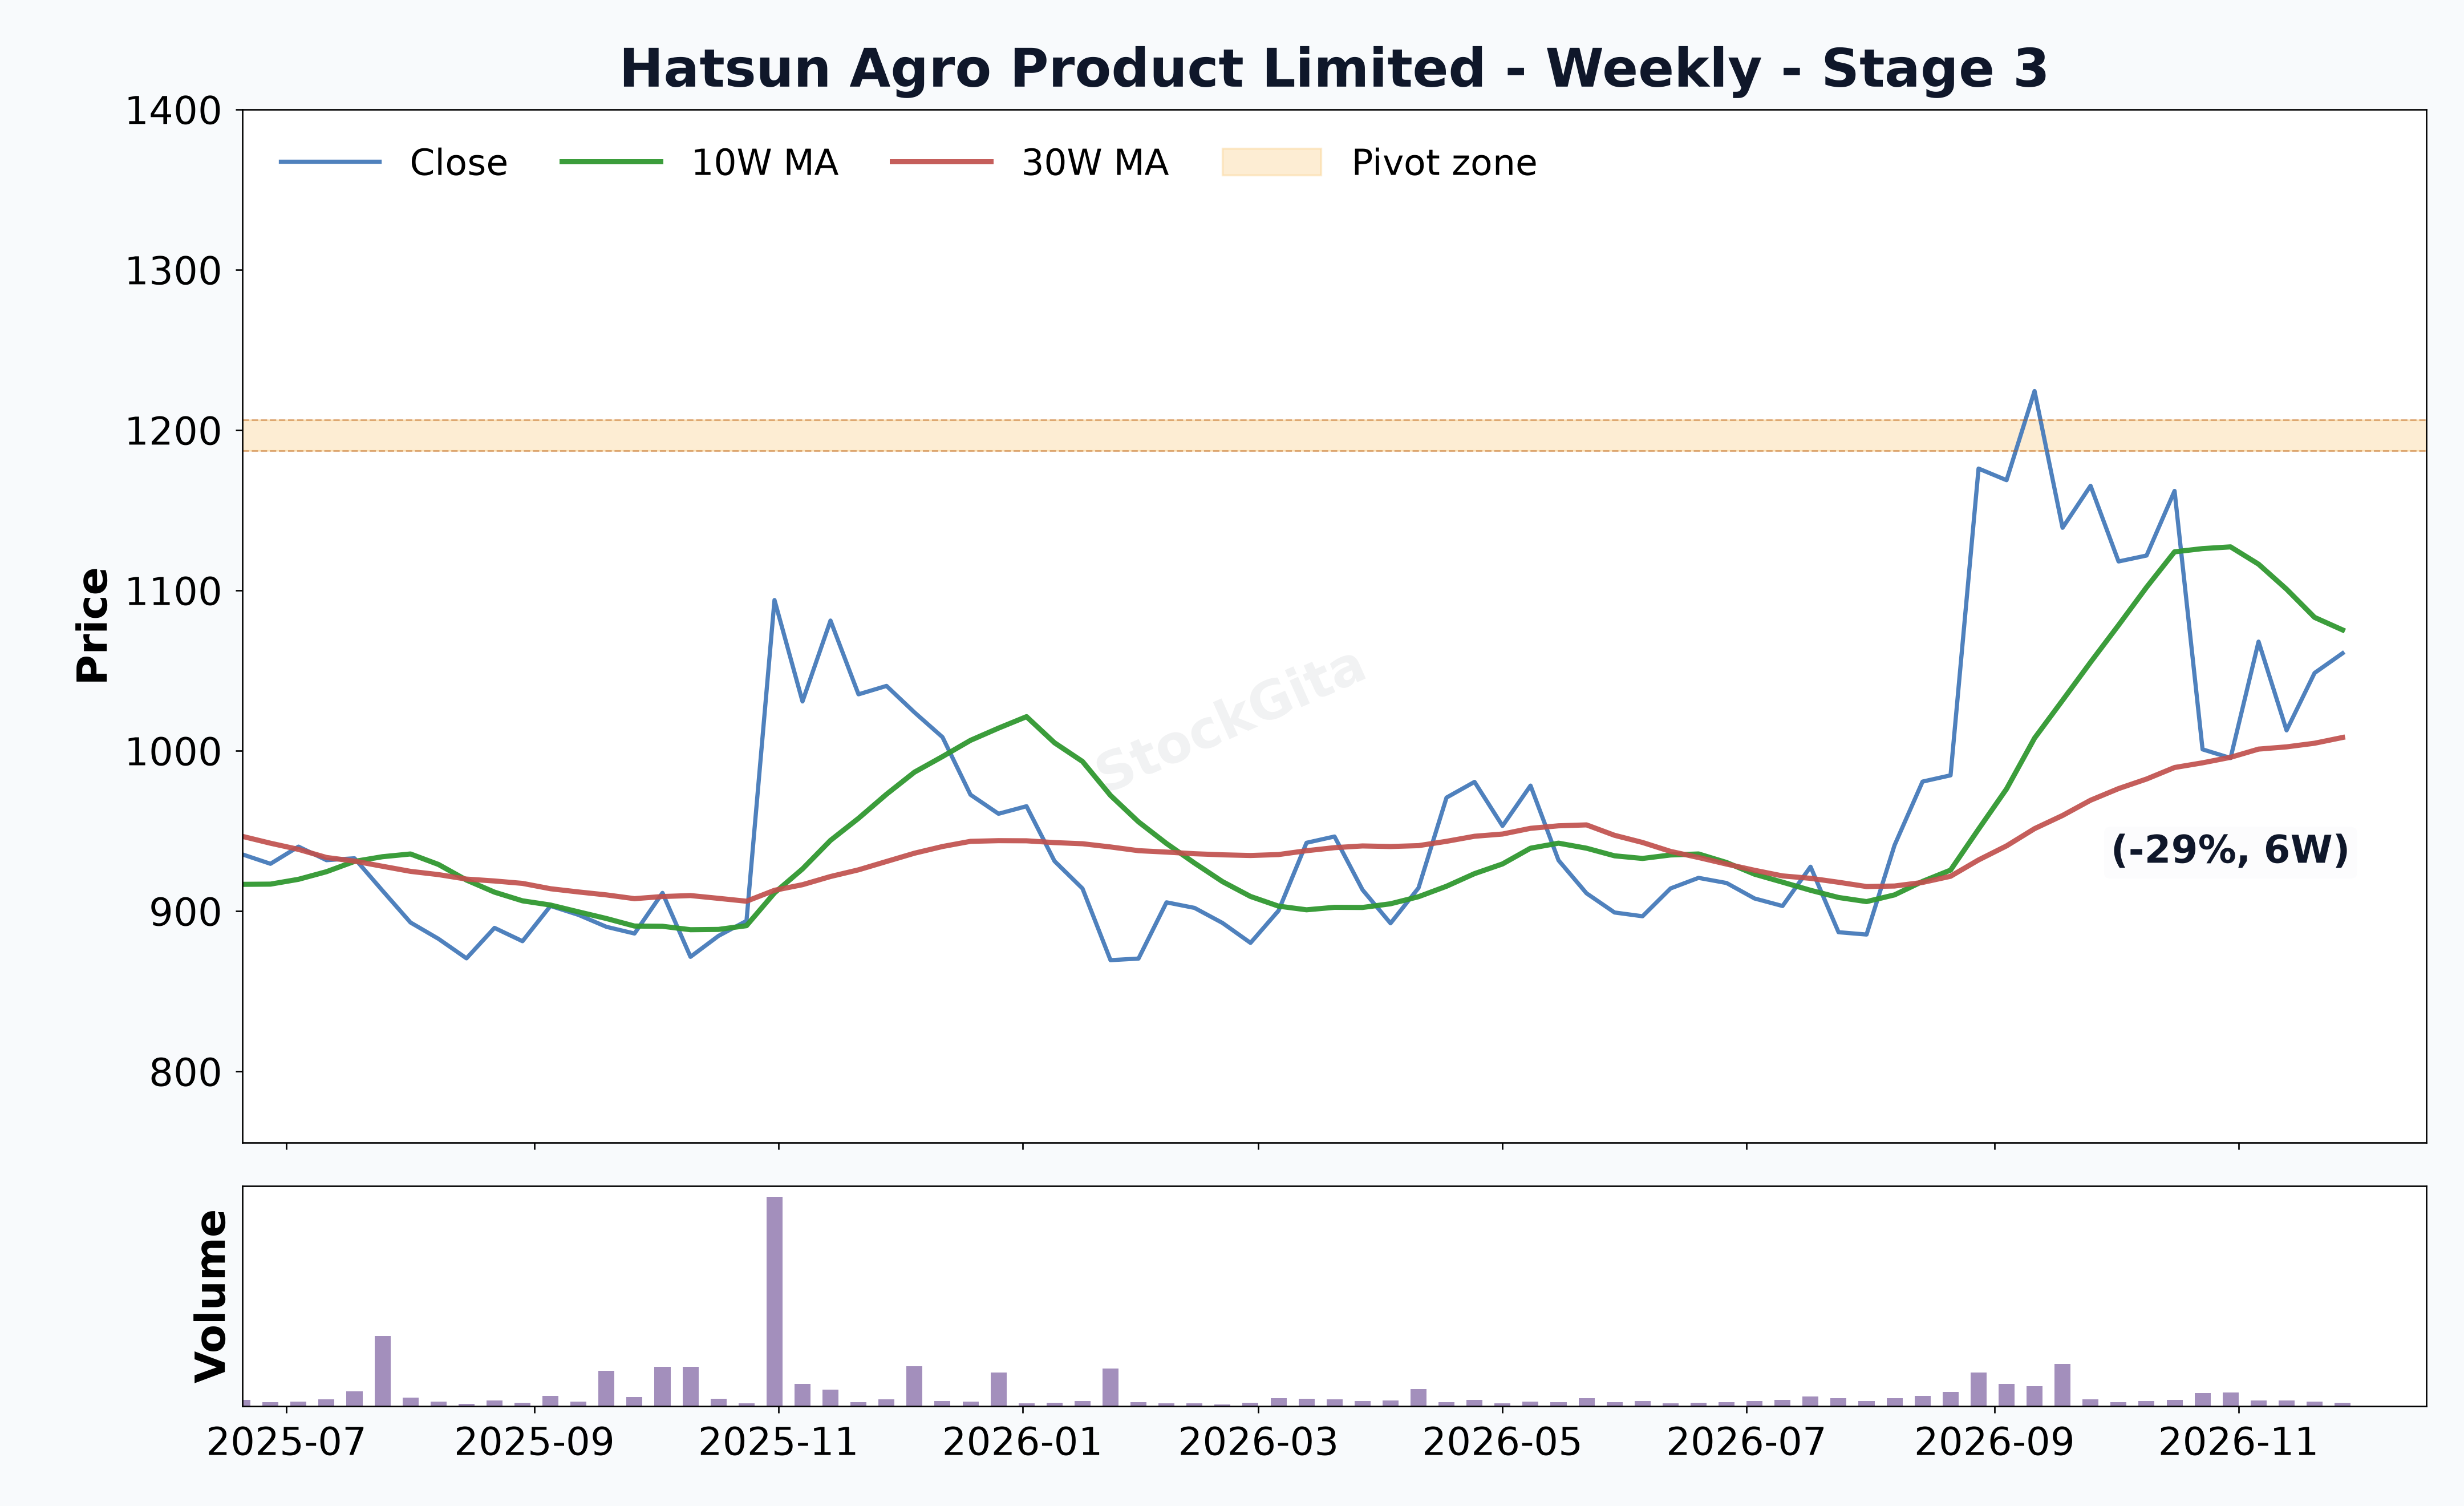 Hatsun Agro Product Limited - Weekly - Stage 3
Close 10W MA 30W MA Pivot zone
1400
1300
1200
1100
1000
900
800
Price
StockGita
(-29%, 6W)
Volume
2025-07 2025-09 2025-11 2026-01 2026-03 2026-05 2026-07 2026-09 2026-11